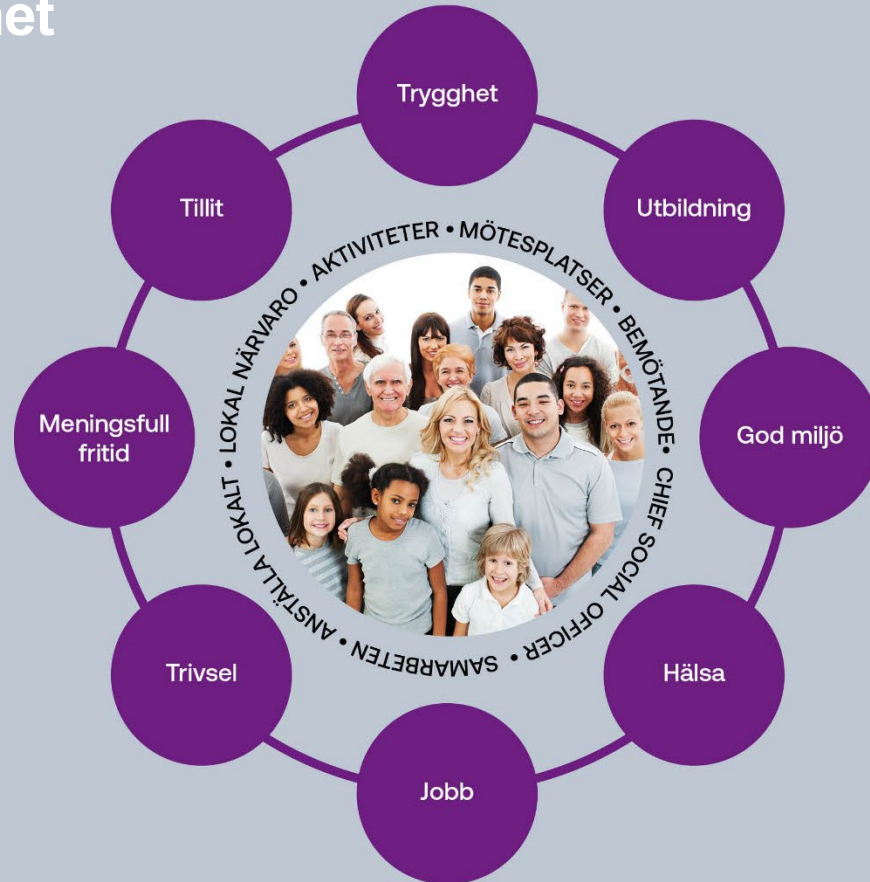 Trygghet
Utbildning
God miljö
Hälsa
Jobb
Trivsel
Meningsfull
fritid
Tillit
LOKAL NÄRVARO • AKTIVITETER • MÖTESPLATSER • BEMÖTANDE • CHIEF SOCIAL OFFICER • SAMARBETEN • ANSTÄLLA LOKALT •